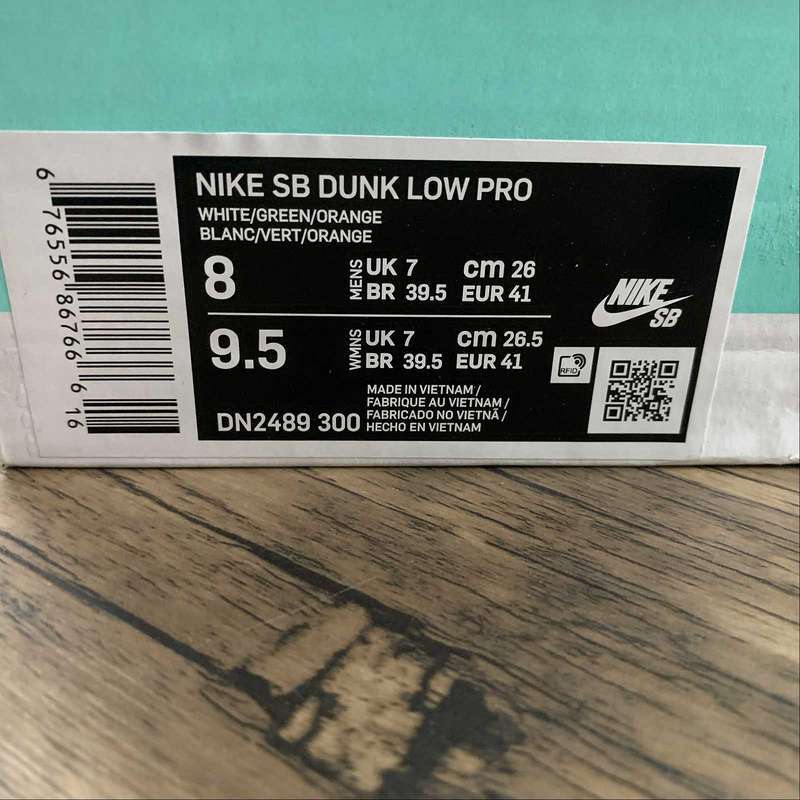 6 76556 86766 6 16
NIKE SB DUNK LOW PRO
WHITE/GREEN/ORANGE
BLANC/VERT/ORANGE
8 MENS UK 7 cm 26
BR 39.5 EUR 41
9.5 WMNS UK 7 cm 26.5
BR 39.5 EUR 41
NIKE
SB
RFID
DN2489 300
MADE IN VIETNAM /
FABRIQUE AU VIETNAM /
FABRICADO NO VIETNÃ /
HECHO EN VIETNAM